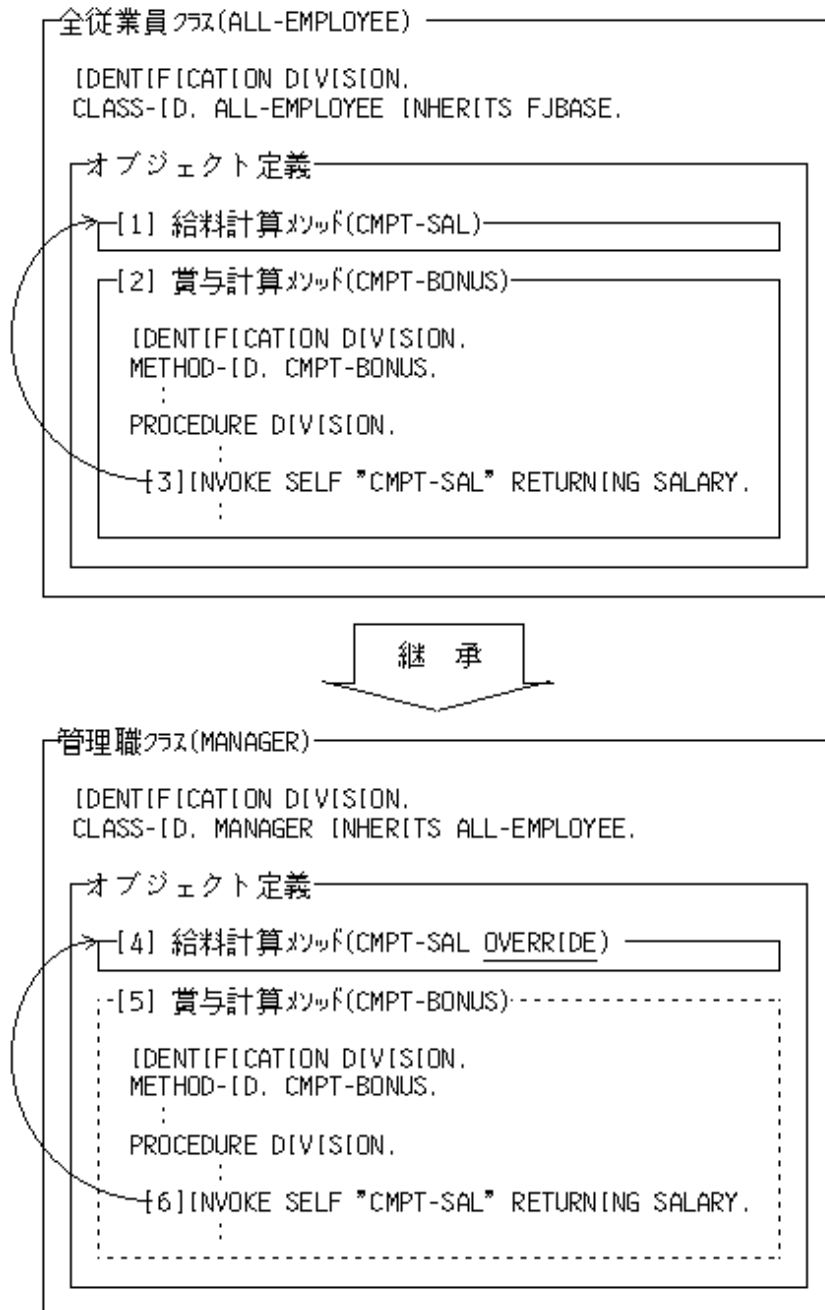 全従業員クラス(ALL-EMPLOYEE)
IDENTIFICATION DIVISION.
CLASS-ID. ALL-EMPLOYEE INHERITS FJBASE.
オブジェクト定義
[1] 給料計算メソッド(CMPT-SAL)
[2] 賞与計算メソッド(CMPT-BONUS)
IDENTIFICATION DIVISION.
METHOD-ID. CMPT-BONUS.
:
PROCEDURE DIVISION.
:
[3]INVOKE SELF "CMPT-SAL" RETURNING SALARY.
:
継 承
管理職クラス(MANAGER)
IDENTIFICATION DIVISION.
CLASS-ID. MANAGER INHERITS ALL-EMPLOYEE.
オブジェクト定義
[4] 給料計算メソッド(CMPT-SAL OVERRIDE)
[5] 賞与計算メソッド(CMPT-BONUS)
IDENTIFICATION DIVISION.
METHOD-ID. CMPT-BONUS.
:
PROCEDURE DIVISION.
:
[6]INVOKE SELF "CMPT-SAL" RETURNING SALARY.
: